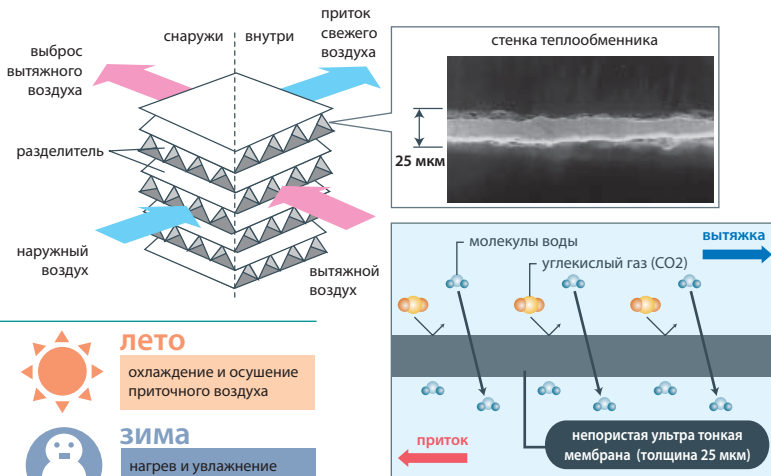 снаружи
внутри
приток
свежего
воздуха
выброс
вытяжного
воздуха
разделитель
наружный
воздух
вытяжной
воздух
стенка теплообменника
25 мкм
молекулы воды
углекислый газ (CO2)
вытяжка
приток
непористая ультра тонкая
мембрана (толщина 25 мкм)
лето
охлаждение и осушение
приточного воздуха
зима
нагрев и увлажнение